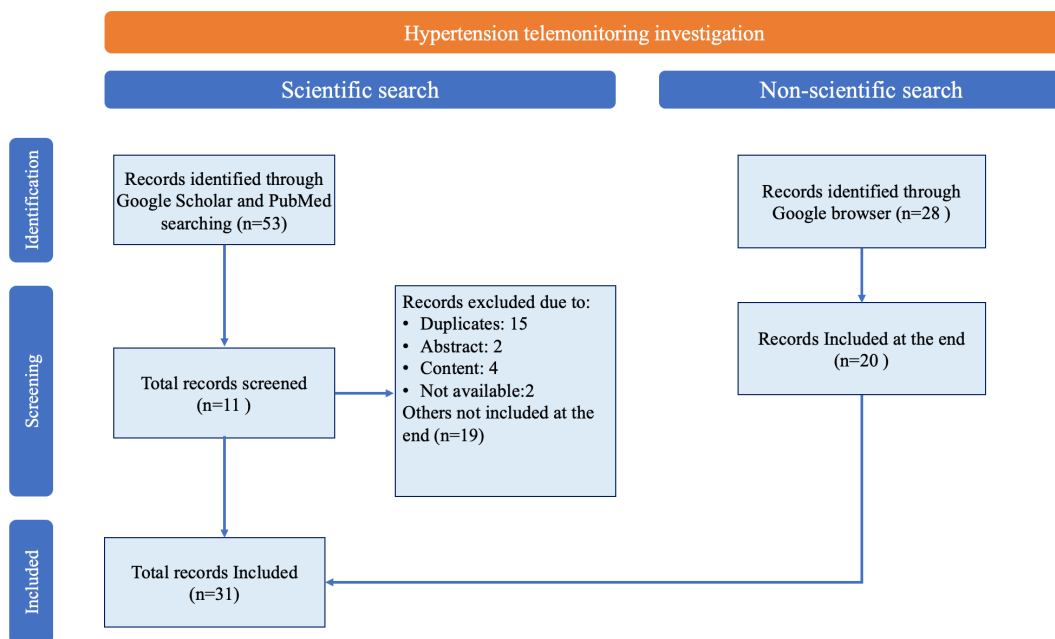 Hypertension telemonitoring investigation
Scientific search
Non-scientific search
Identification
Records identified through
Google Scholar and PubMed
searching (n=53)
Records identified through
Google browser (n=28 )
Screening
Records excluded due to:
• Duplicates: 15
• Abstract: 2
• Content: 4
• Not available:2
Others not included at the
end (n=19)
Total records screened
(n=11 )
Records Included at the end
(n=20 )
Included
Total records Included
(n=31)